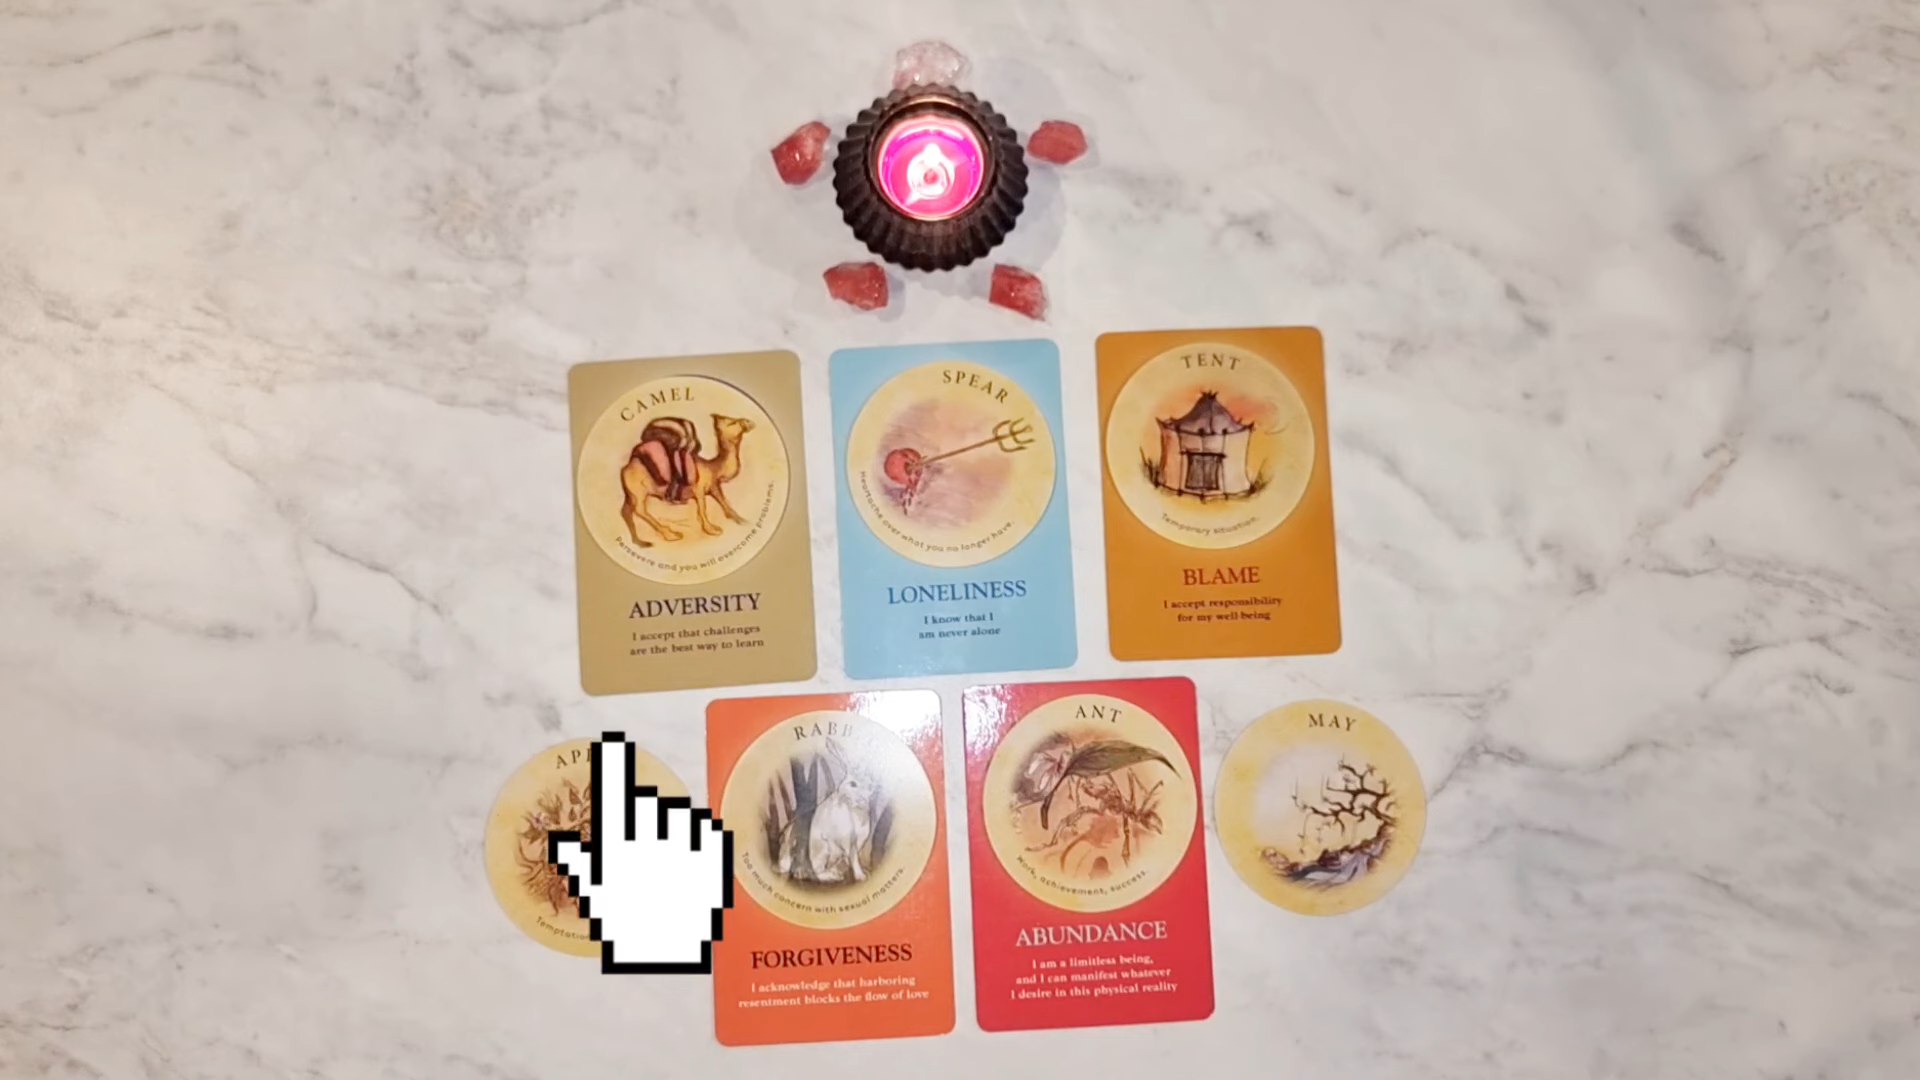 CAMEL
Persevere and you will overcome problems.
ADVERSITY
I accept that challenges
are the best way to learn
SPEAR
Heartache over what you no longer have.
LONELINESS
I know that I
am never alone
TENT
Temporary situation.
BLAME
I accept responsibility
for my well-being
Temptation
RABB
Too much concern with sexual matters.
FORGIVENESS
I acknowledge that harboring
resentment blocks the flow of love
ANT
Work, achievement, success.
ABUNDANCE
I am a limitless being,
and I can manifest whatever
I desire in this physical reality
MAY